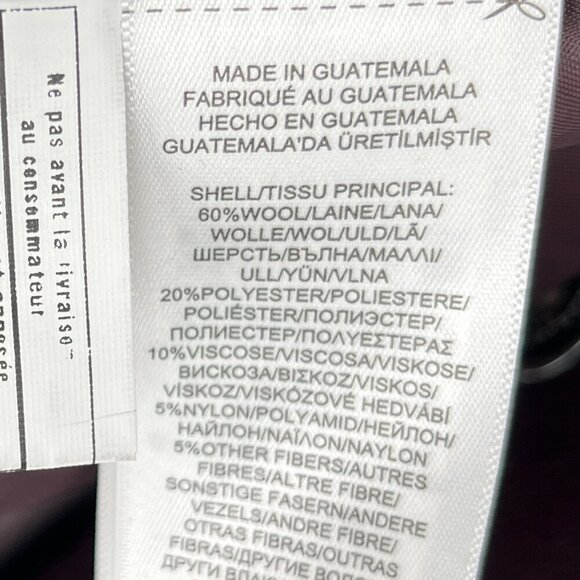 MADE IN GUATEMALA
FABRIQUÉ AU GUATEMALA
HECHO EN GUATEMALA
GUATEMALA'DA ÜRETİLMİŞTİR
SHELL/TISSU PRINCIPAL:
60%WOOL/LAINE/LANA/
WOLLE/WOL/ULD/LÃ/
ШЕРСТЬ/ВЪЛНА/ΜΑΛΛΙ/
ULL/YÜN/VLNA
20%POLYESTER/POLIESTERE/
POLIÉSTER/ПОЛИЭСТЕР/
ПОЛИЕСТЕР/ΠΟΛΥΕΣΤΕΡΑΣ
10%VISCOSE/VISCOSA/VISKOSE/
ВИСКОЗА/ΒΙΣΚΟΖ/VISKOS/
VİSKOZ/VISKÓZOVÉ HEDVÁBÍ
5%NYLON/POLYAMID/НЕЙЛОН/
НАЙЛОН/ΝΑΪΛΟΝ/NAYLON
5%OTHER FIBERS/AUTRES
FIBRES/ALTRE FIBRE/
SONSTIGE FASERN/ANDERE
VEZELS/ANDRE FIBRE/
OTRAS FIBRAS/OUTRAS
FIBRAS/ДРУГИЕ
ДРУГИ
Ne pas avant la livraison
au consommateur